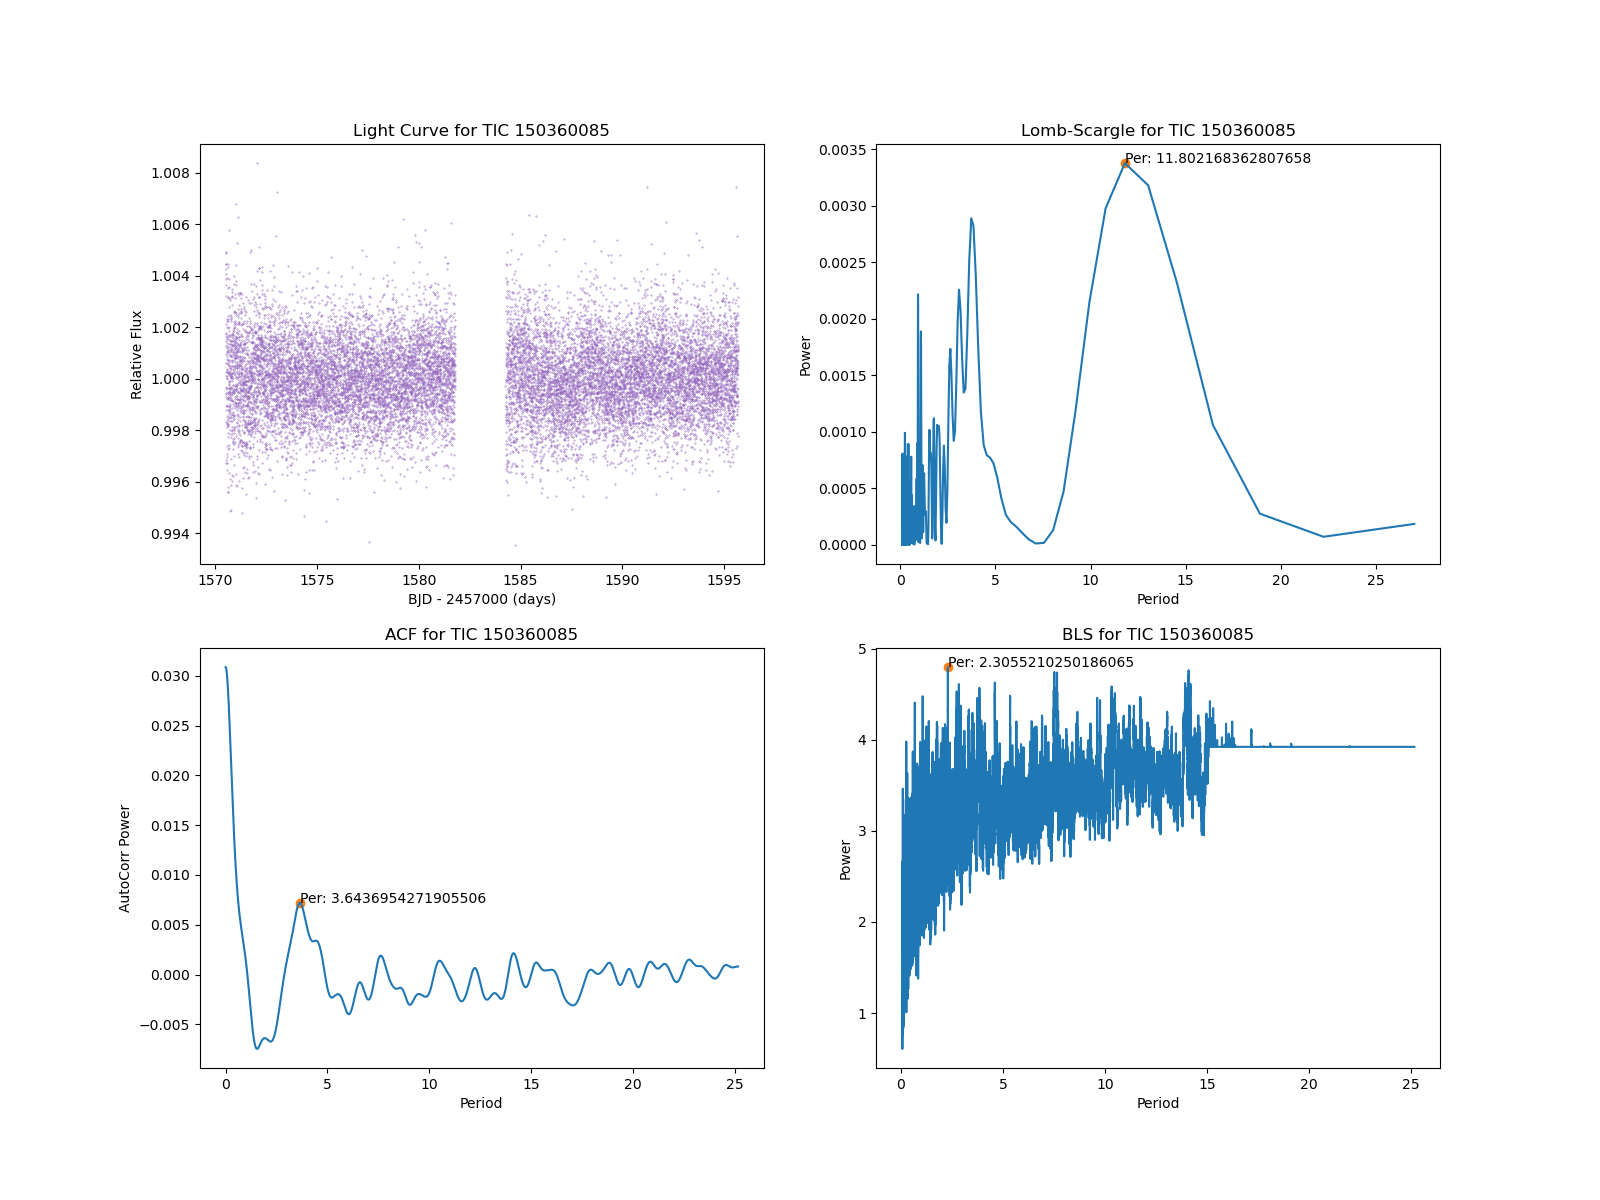 Light Curve for TIC 150360085
1.008
1.006
1.004
1.002
1.000
0.998
0.996
0.994
Relative Flux
1570 1575 1580 1585 1590 1595
BJD - 2457000 (days)
Lomb-Scargle for TIC 150360085
Per: 11.802168362807658
0.0035
0.0030
0.0025
0.0020
0.0015
0.0010
0.0005
0.0000
Power
0 5 10 15 20 25
Period
ACF for TIC 150360085
0.030
0.025
0.020
0.015
0.010
0.005
0.000
−0.005
AutoCorr Power
Per: 3.6436954271905506
0 5 10 15 20 25
Period
BLS for TIC 150360085
Per: 2.3055210250186065
5
4
3
2
1
Power
0 5 10 15 20 25
Period